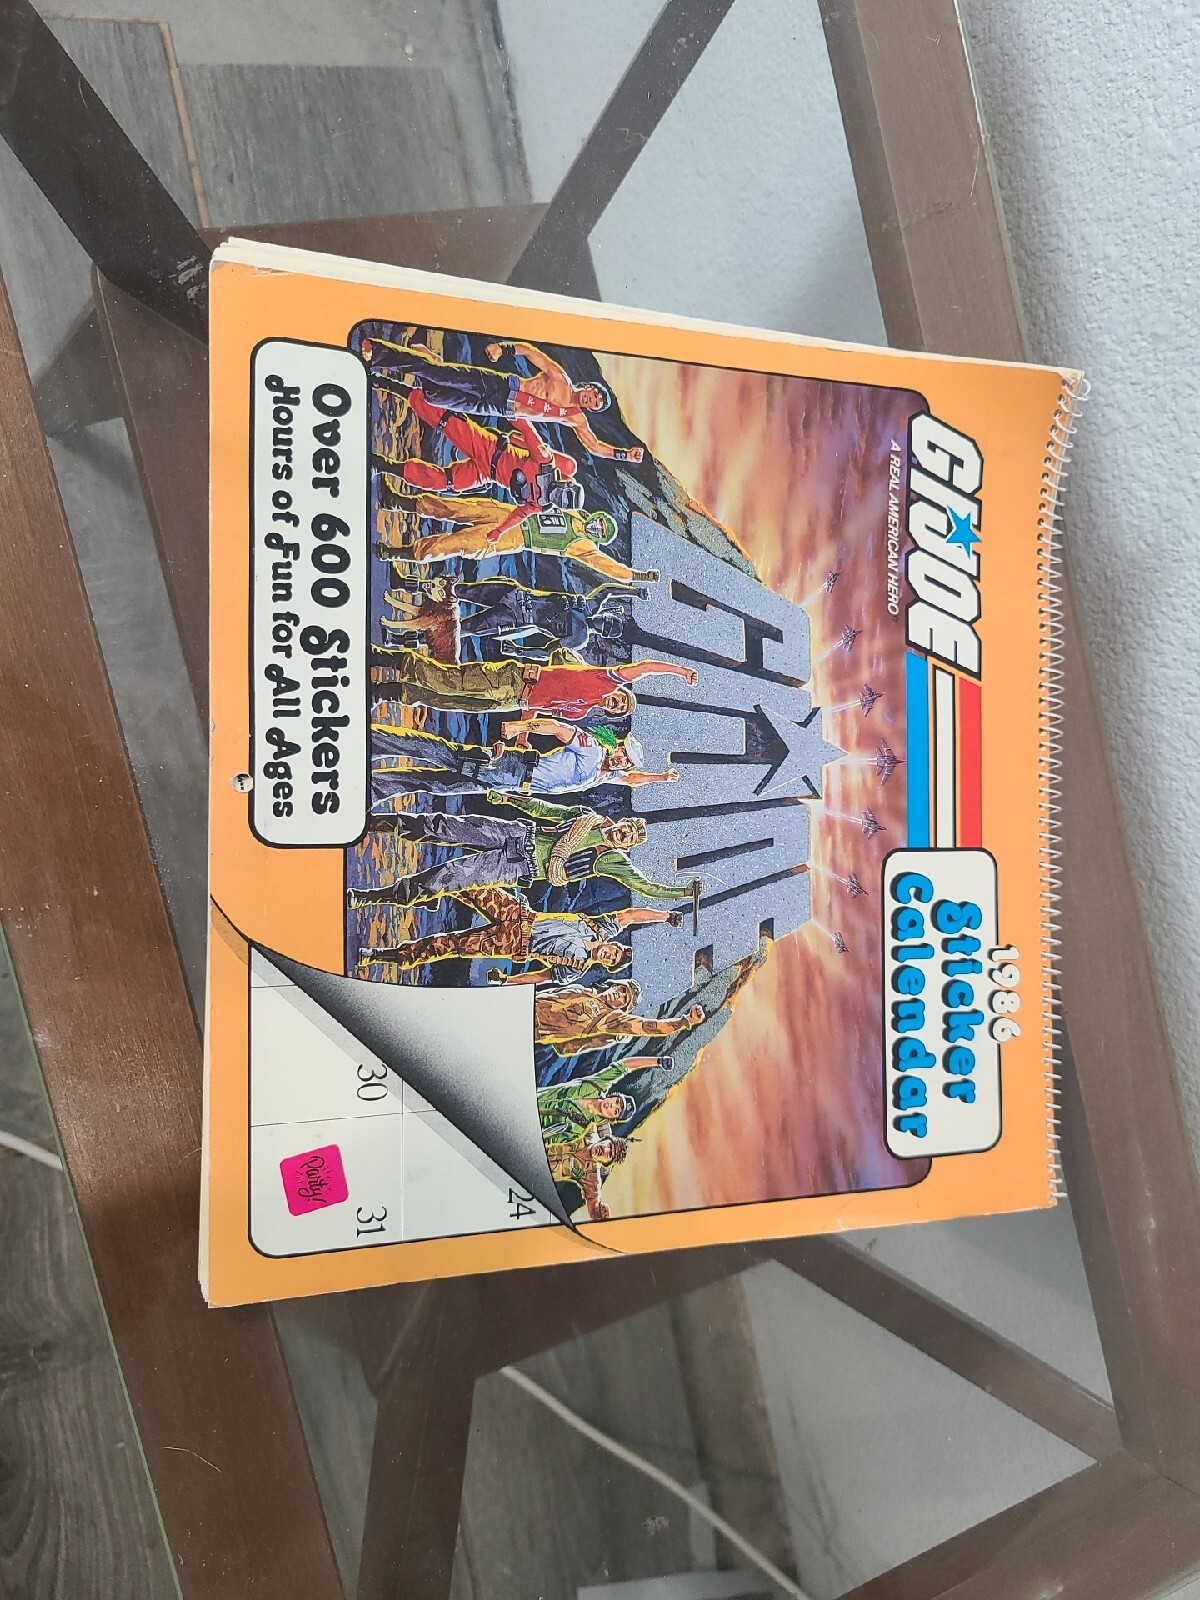 G.I. JOE
A REAL AMERICAN HERO
1986
Sticker
Calendar
G.I. JOE
24
30
31
Party!
Over 600 Stickers
Hours of Fun for All Ages